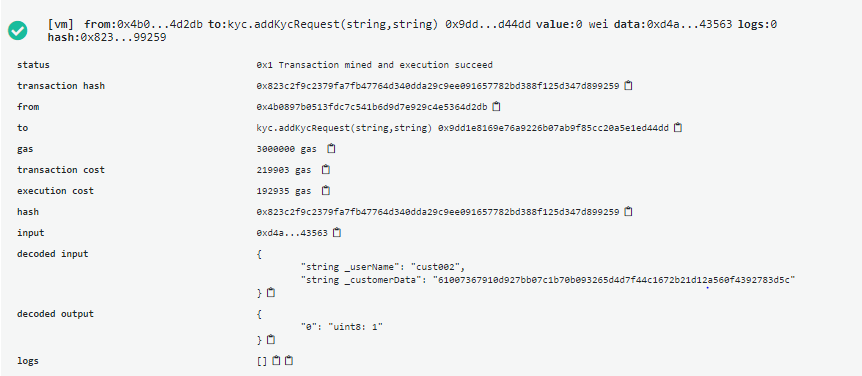 [vm] from:0x4b0...4d2db to:kyc.addKycRequest(string,string) 0x9dd...d44dd value:0 wei data:0xd4a...43563 logs:0
hash:0x823...99259
status 0x1 Transaction mined and execution succeed
transaction hash 0x823c2f9c2379fa7fb47764d340dda29c9ee091657782bd388f125d347d899259
from 0x4b0897b0513fdc7c541b6d9d7e929c4e5364d2db
to kyc.addKycRequest(string,string) 0x9dd1e8169e76a9226b07ab9f85cc20a5e1ed44dd
gas 3000000 gas
transaction cost 219903 gas
execution cost 192935 gas
hash 0x823c2f9c2379fa7fb47764d340dda29c9ee091657782bd388f125d347d899259
input 0xd4a...43563
decoded input {
"string _userName": "cust002",
"string _customerData": "61007367910d927bb07c1b70b093265d4d7f44c1672b21d12a560f4392783d5c"
}
decoded output {
"0": "uint8: 1"
}
logs []